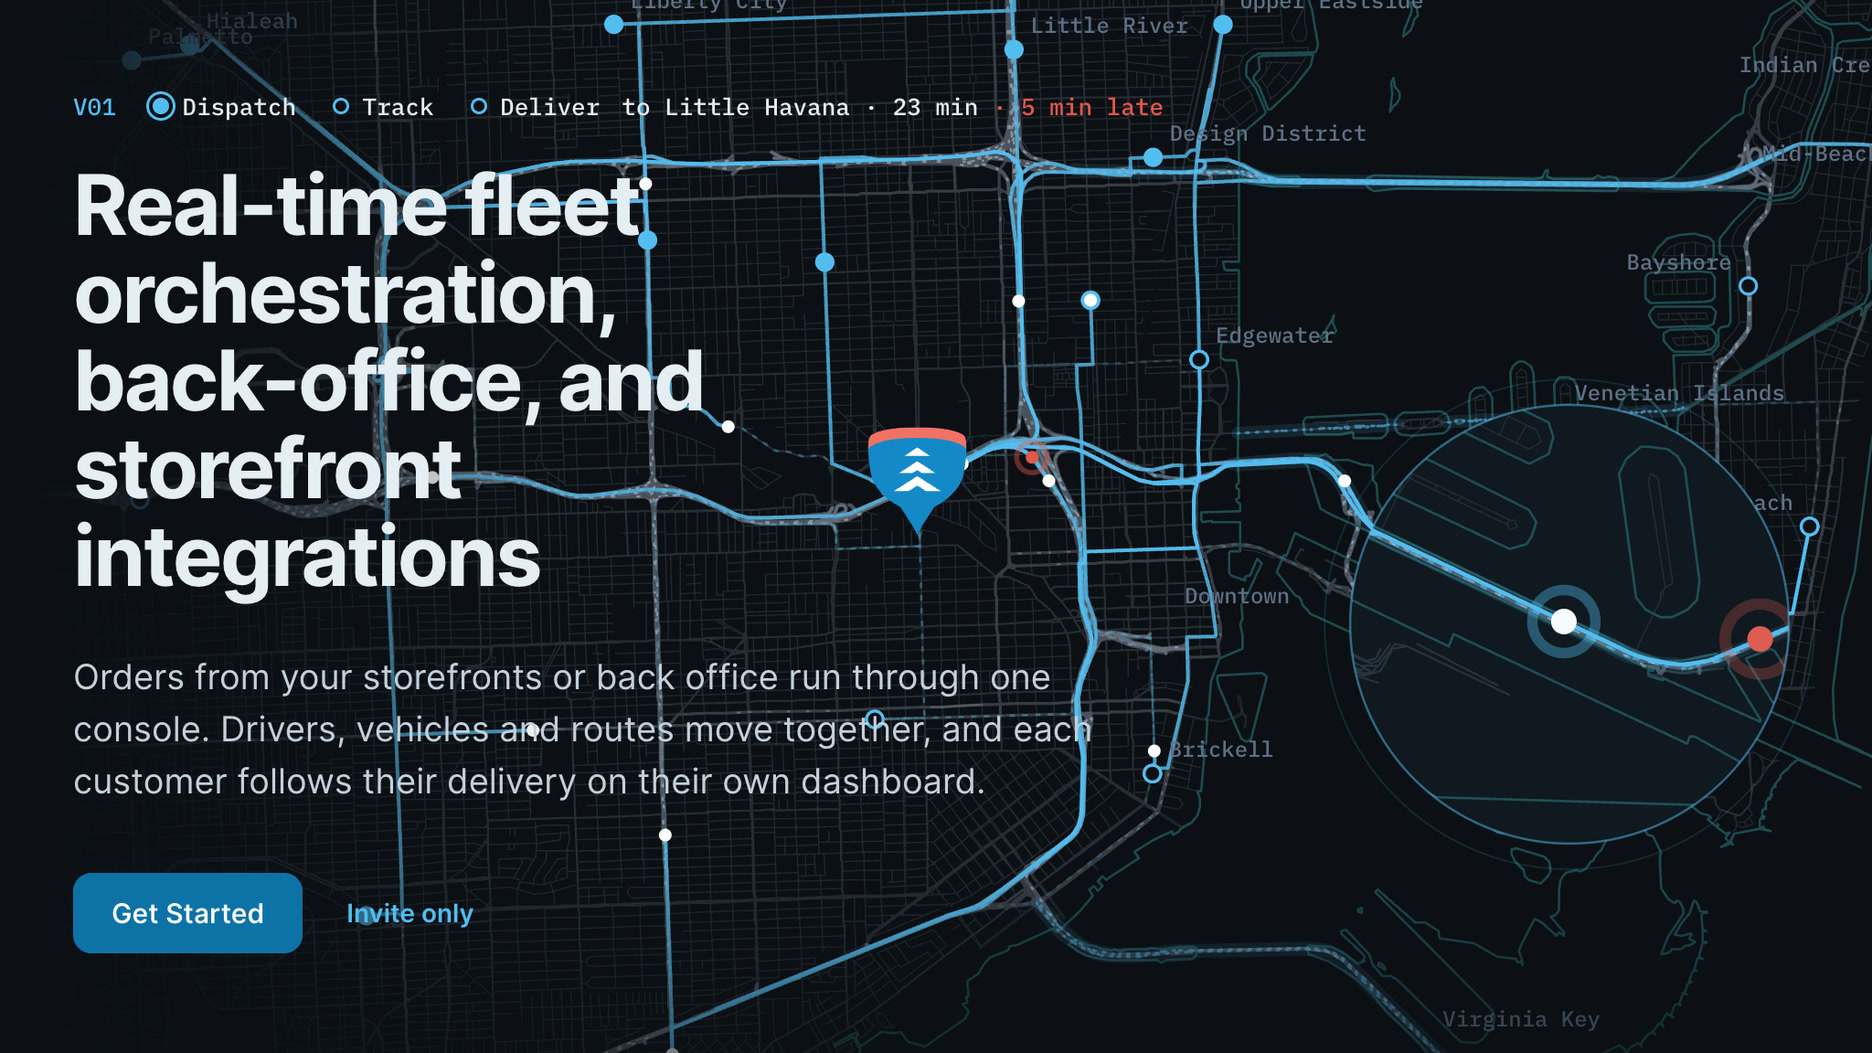 Liberty City
Upper Eastside
Hialeah
Palmetto
Little River
Indian Cre
V01 Dispatch Track Deliver to Little Havana · 23 min · 5 min late
Design District
Mid-Beach
Real-time fleet
orchestration,
back-office, and
storefront
integrations
Bayshore
Edgewater
Venetian Islands
ach
Downtown
Orders from your storefronts or back office run through one
console. Drivers, vehicles and routes move together, and each
customer follows their delivery on their own dashboard.
Brickell
Get Started
Invite only
Virginia Key